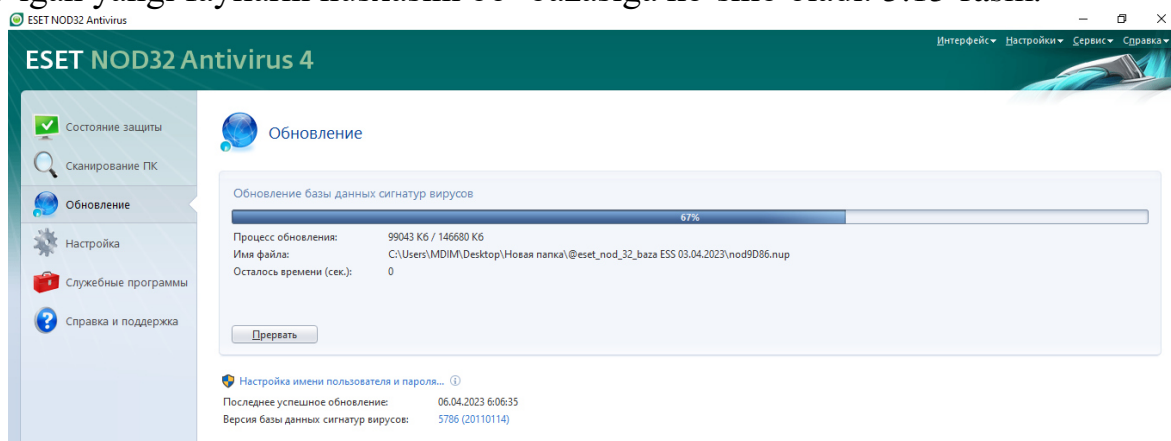 yangi
ESET NOD32 Antivirus
Интерфейс Настройки Сервис Справка
ESET NOD32 Antivirus 4
Состояние защиты
Сканирование ПК
Обновление
Настройка
Служебные программы
Справка и поддержка
Обновление
Обновление базы данных сигнатур вирусов
67%
Процесс обновления: 99043 Кб / 146680 Кб
Имя файла: C:\Users\MDIM\Desktop\Новая папка\@eset_nod_32_baza ESS 03.04.2023\nod9D86.nup
Осталось времени (сек.): 0
Прервать
Настройка имени пользователя и пароля...
Последнее успешное обновление: 06.04.2023 6:06:35
Версия базы данных сигнатур вирусов: 5786 (20110114)